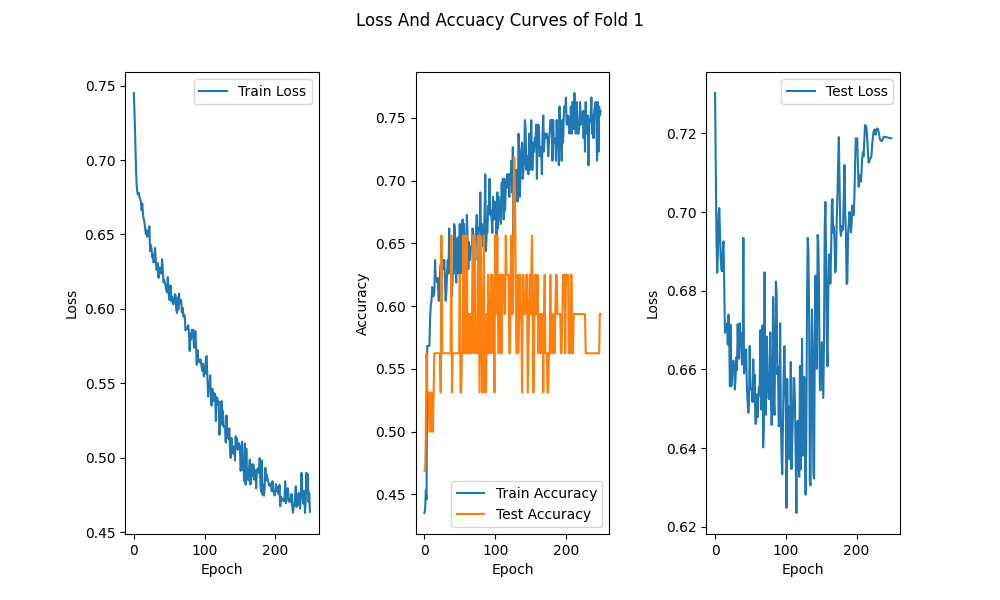 Loss And Accuacy Curves of Fold 1
Train Loss
0.75
0.70
0.65
0.60
0.55
0.50
0.45
0 100 200
Epoch
Loss
0.75
0.70
0.65
0.60
0.55
0.50
0.45
0 100 200
Epoch
Accuracy
Train Accuracy
Test Accuracy
Test Loss
0.72
0.70
0.68
0.66
0.64
0.62
0 100 200
Epoch
Loss